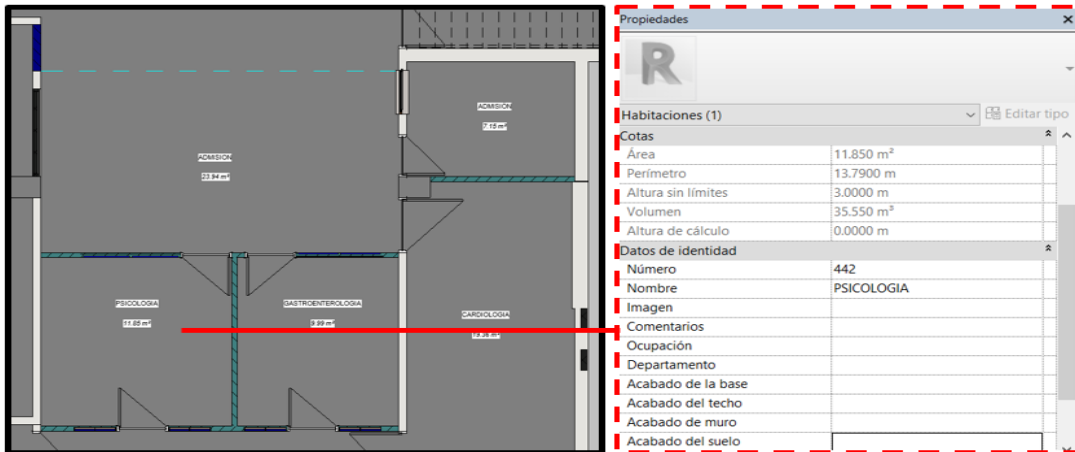 ADMISION
7.15 m²
ADMISION
23.94 m²
PSICOLOGIA
11.85 m²
GASTROENTEROLOGIA
9.99 m²
CARDIOLOGIA
Propiedades
R
Habitaciones (1)
Editar tipo
Cotas
Área 11.850 m²
Perímetro 13.7900 m
Altura sin límites 3.0000 m
Volumen 35.550 m³
Altura de cálculo 0.0000 m
Datos de identidad
Número 442
Nombre PSICOLOGIA
Imagen
Comentarios
Ocupación
Departamento
Acabado de la base
Acabado del techo
Acabado de muro
Acabado del suelo